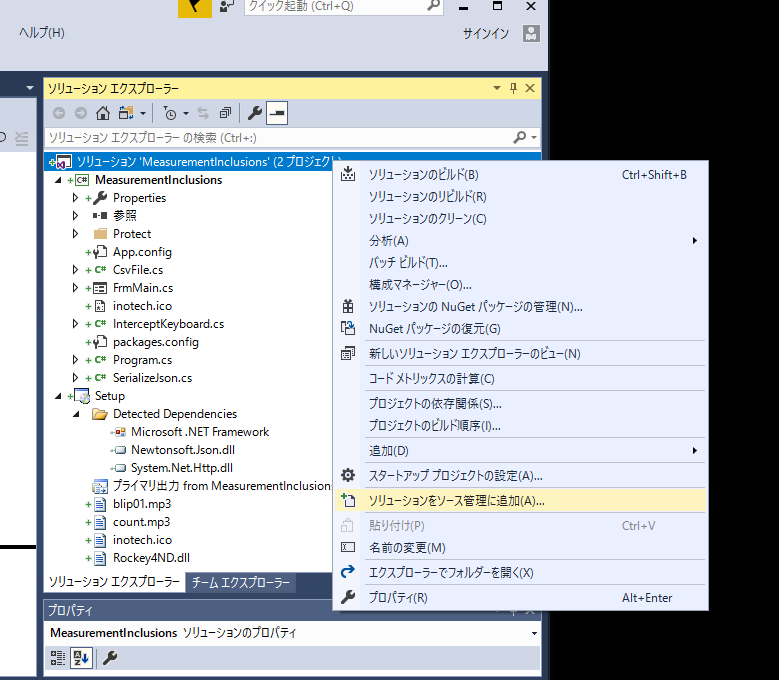 クイック起動 (Ctrl+Q)
ヘルプ(H)
サインイン
ソリューション エクスプローラー
ソリューション エクスプローラー の検索 (Ctrl+:)
ソリューション 'MeasurementInclusions' (2 プロジェクト)
MeasurementInclusions
Properties
参照
Protect
App.config
CsvFile.cs
FrmMain.cs
inotech.ico
InterceptKeyboard.cs
packages.config
Program.cs
SerializeJson.cs
Setup
Detected Dependencies
Microsoft .NET Framework
Newtonsoft.Json.dll
System.Net.Http.dll
プライマリ出力 from MeasurementInclusion
blip01.mp3
count.mp3
inotech.ico
Rockey4ND.dll
ソリューション エクスプローラー チーム エクスプローラー
プロパティ
MeasurementInclusions ソリューションのプロパティ
ソリューションのビルド(B) Ctrl+Shift+B
ソリューションのリビルド(R)
ソリューションのクリーン(C)
分析(A)
バッチ ビルド(T)...
構成マネージャー(O)...
ソリューションの NuGet パッケージの管理(N)...
NuGet パッケージの復元(G)
新しいソリューション エクスプローラーのビュー(N)
コード メトリックスの計算(C)
プロジェクトの依存関係(S)...
プロジェクトのビルド順序(I)...
追加(D)
スタートアップ プロジェクトの設定(A)...
ソリューションをソース管理に追加(A)...
貼り付け(P) Ctrl+V
名前の変更(M)
エクスプローラーでフォルダーを開く(X)
プロパティ(R) Alt+Enter